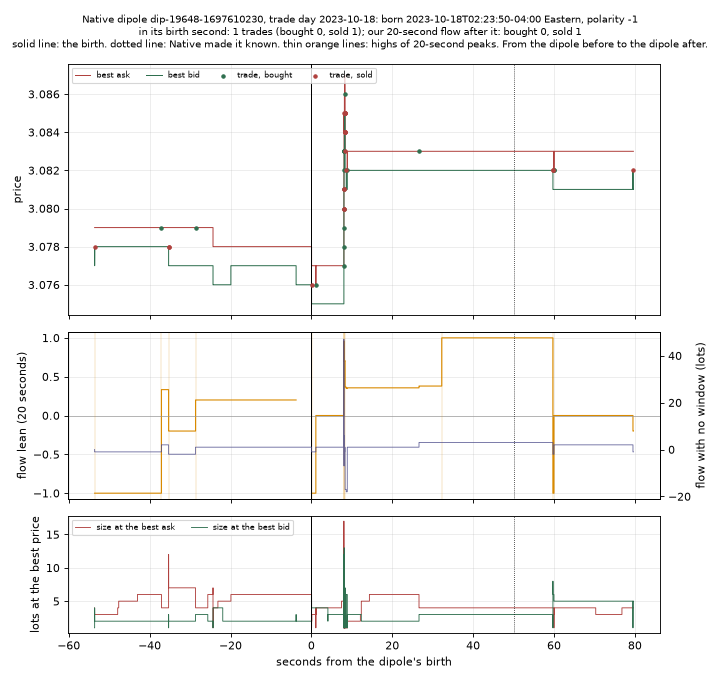 Native dipole dip-19648-1697610230, trade day 2023-10-18: born 2023-10-18T02:23:50-04:00 Eastern, polarity -1
in its birth second: 1 trades (bought 0, sold 1); our 20-second flow after it: bought 0, sold 1
solid line: the birth. dotted line: Native made it known. thin orange lines: highs of 20-second peaks. From the dipole before to the dipole after.
best ask
best bid
trade, bought
trade, sold
3.086
3.084
3.082
3.080
3.078
3.076
price
1.0
0.5
0.0
−0.5
−1.0
flow lean (20 seconds)
40
20
0
−20
flow with no window (lots)
size at the best ask
size at the best bid
15
10
5
lots at the best price
−60
−40
−20
0
20
40
60
80
seconds from the dipole's birth